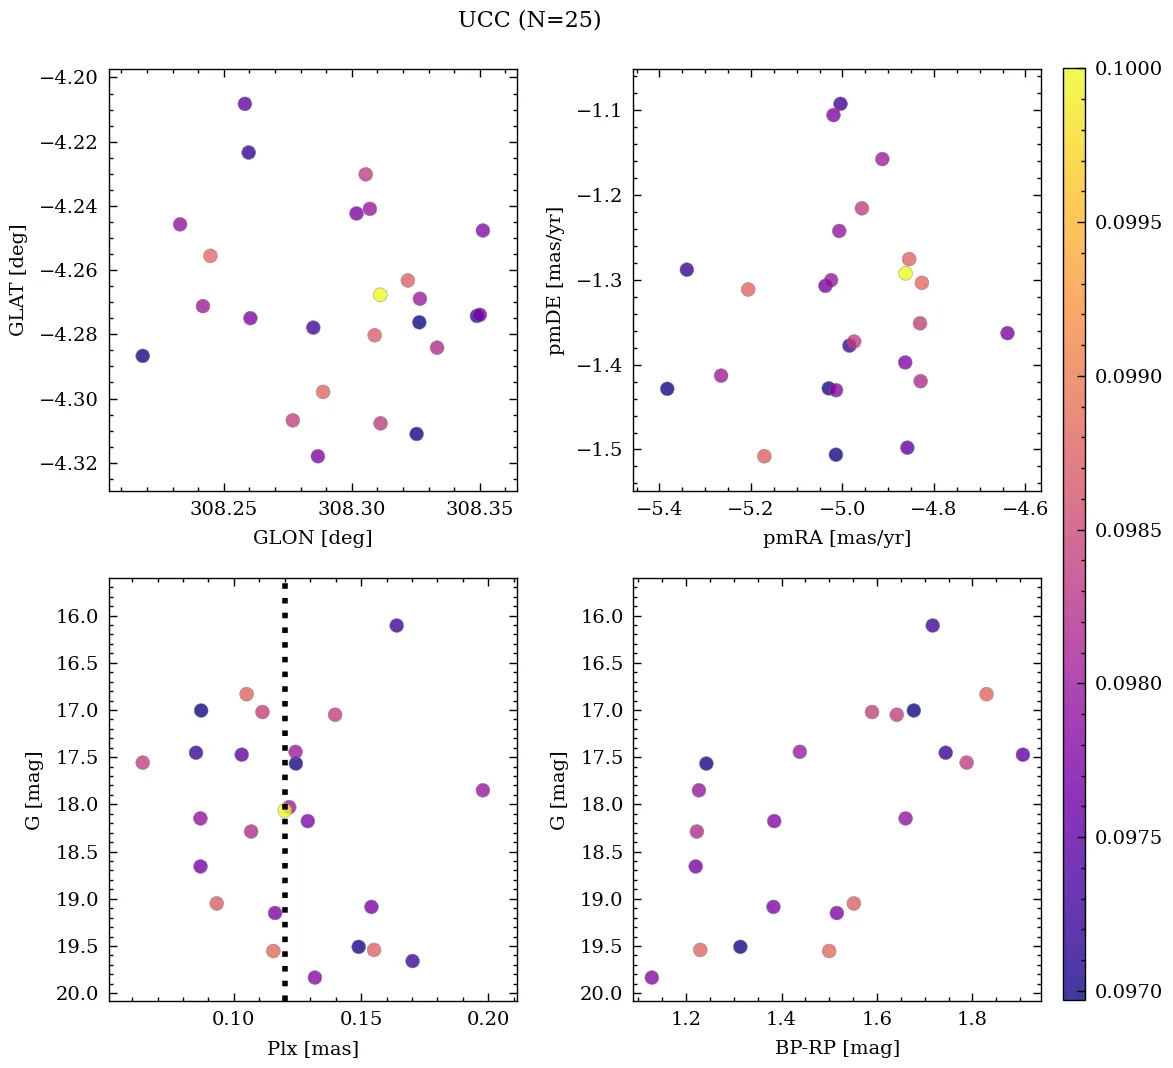 UCC (N=25)
−4.20
−4.22
−4.24
−4.26
−4.28
−4.30
−4.32
GLAT [deg]
308.25 308.30 308.35
GLON [deg]
−1.1
−1.2
−1.3
−1.4
−1.5
pmDE [mas/yr]
−5.4 −5.2 −5.0 −4.8 −4.6
pmRA [mas/yr]
16.0
16.5
17.0
17.5
18.0
18.5
19.0
19.5
20.0
G [mag]
0.10 0.15 0.20
Plx [mas]
16.0
16.5
17.0
17.5
18.0
18.5
19.0
19.5
20.0
G [mag]
1.2 1.4 1.6 1.8
BP-RP [mag]
0.1000
0.0995
0.0990
0.0985
0.0980
0.0975
0.0970